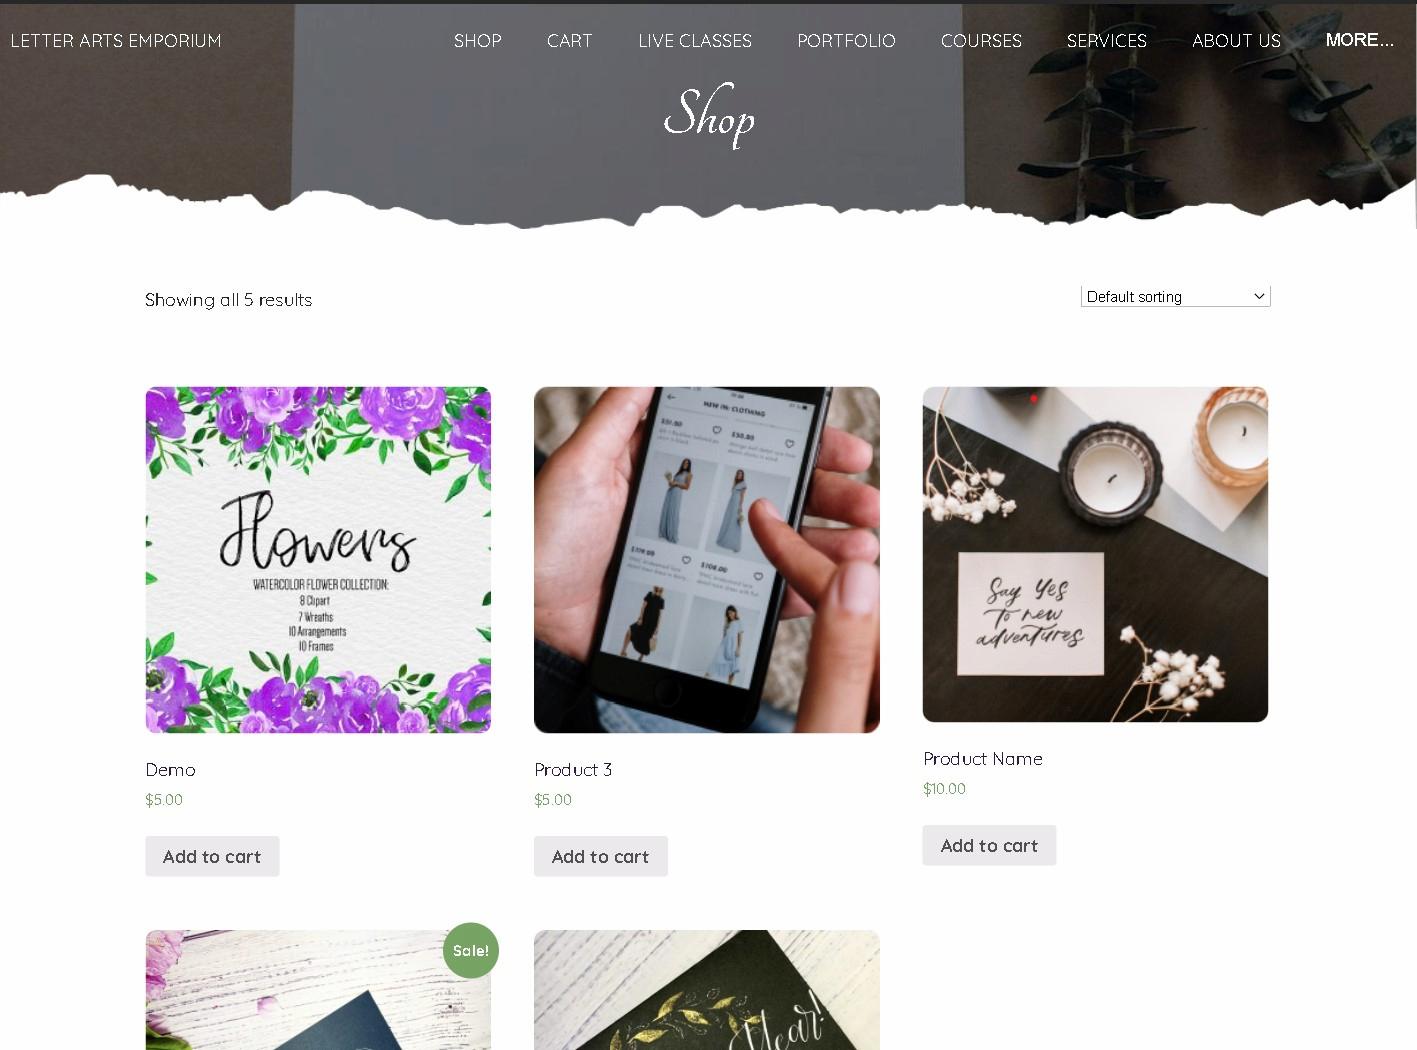 LETTER ARTS EMPORIUM
SHOP CART LIVE CLASSES PORTFOLIO COURSES SERVICES ABOUT US MORE...
Shop
Showing all 5 results
Default sorting
Flowers
WATERCOLOR FLOWER COLLECTION:
8 Clipart
7 Wreaths
10 Arrangements
10 Frames
NEW IN: CLOTHING
Say Yes
To new
adventures
Demo
$5.00
Add to cart
Product 3
$5.00
Add to cart
Product Name
$10.00
Add to cart
Sale!
Year!